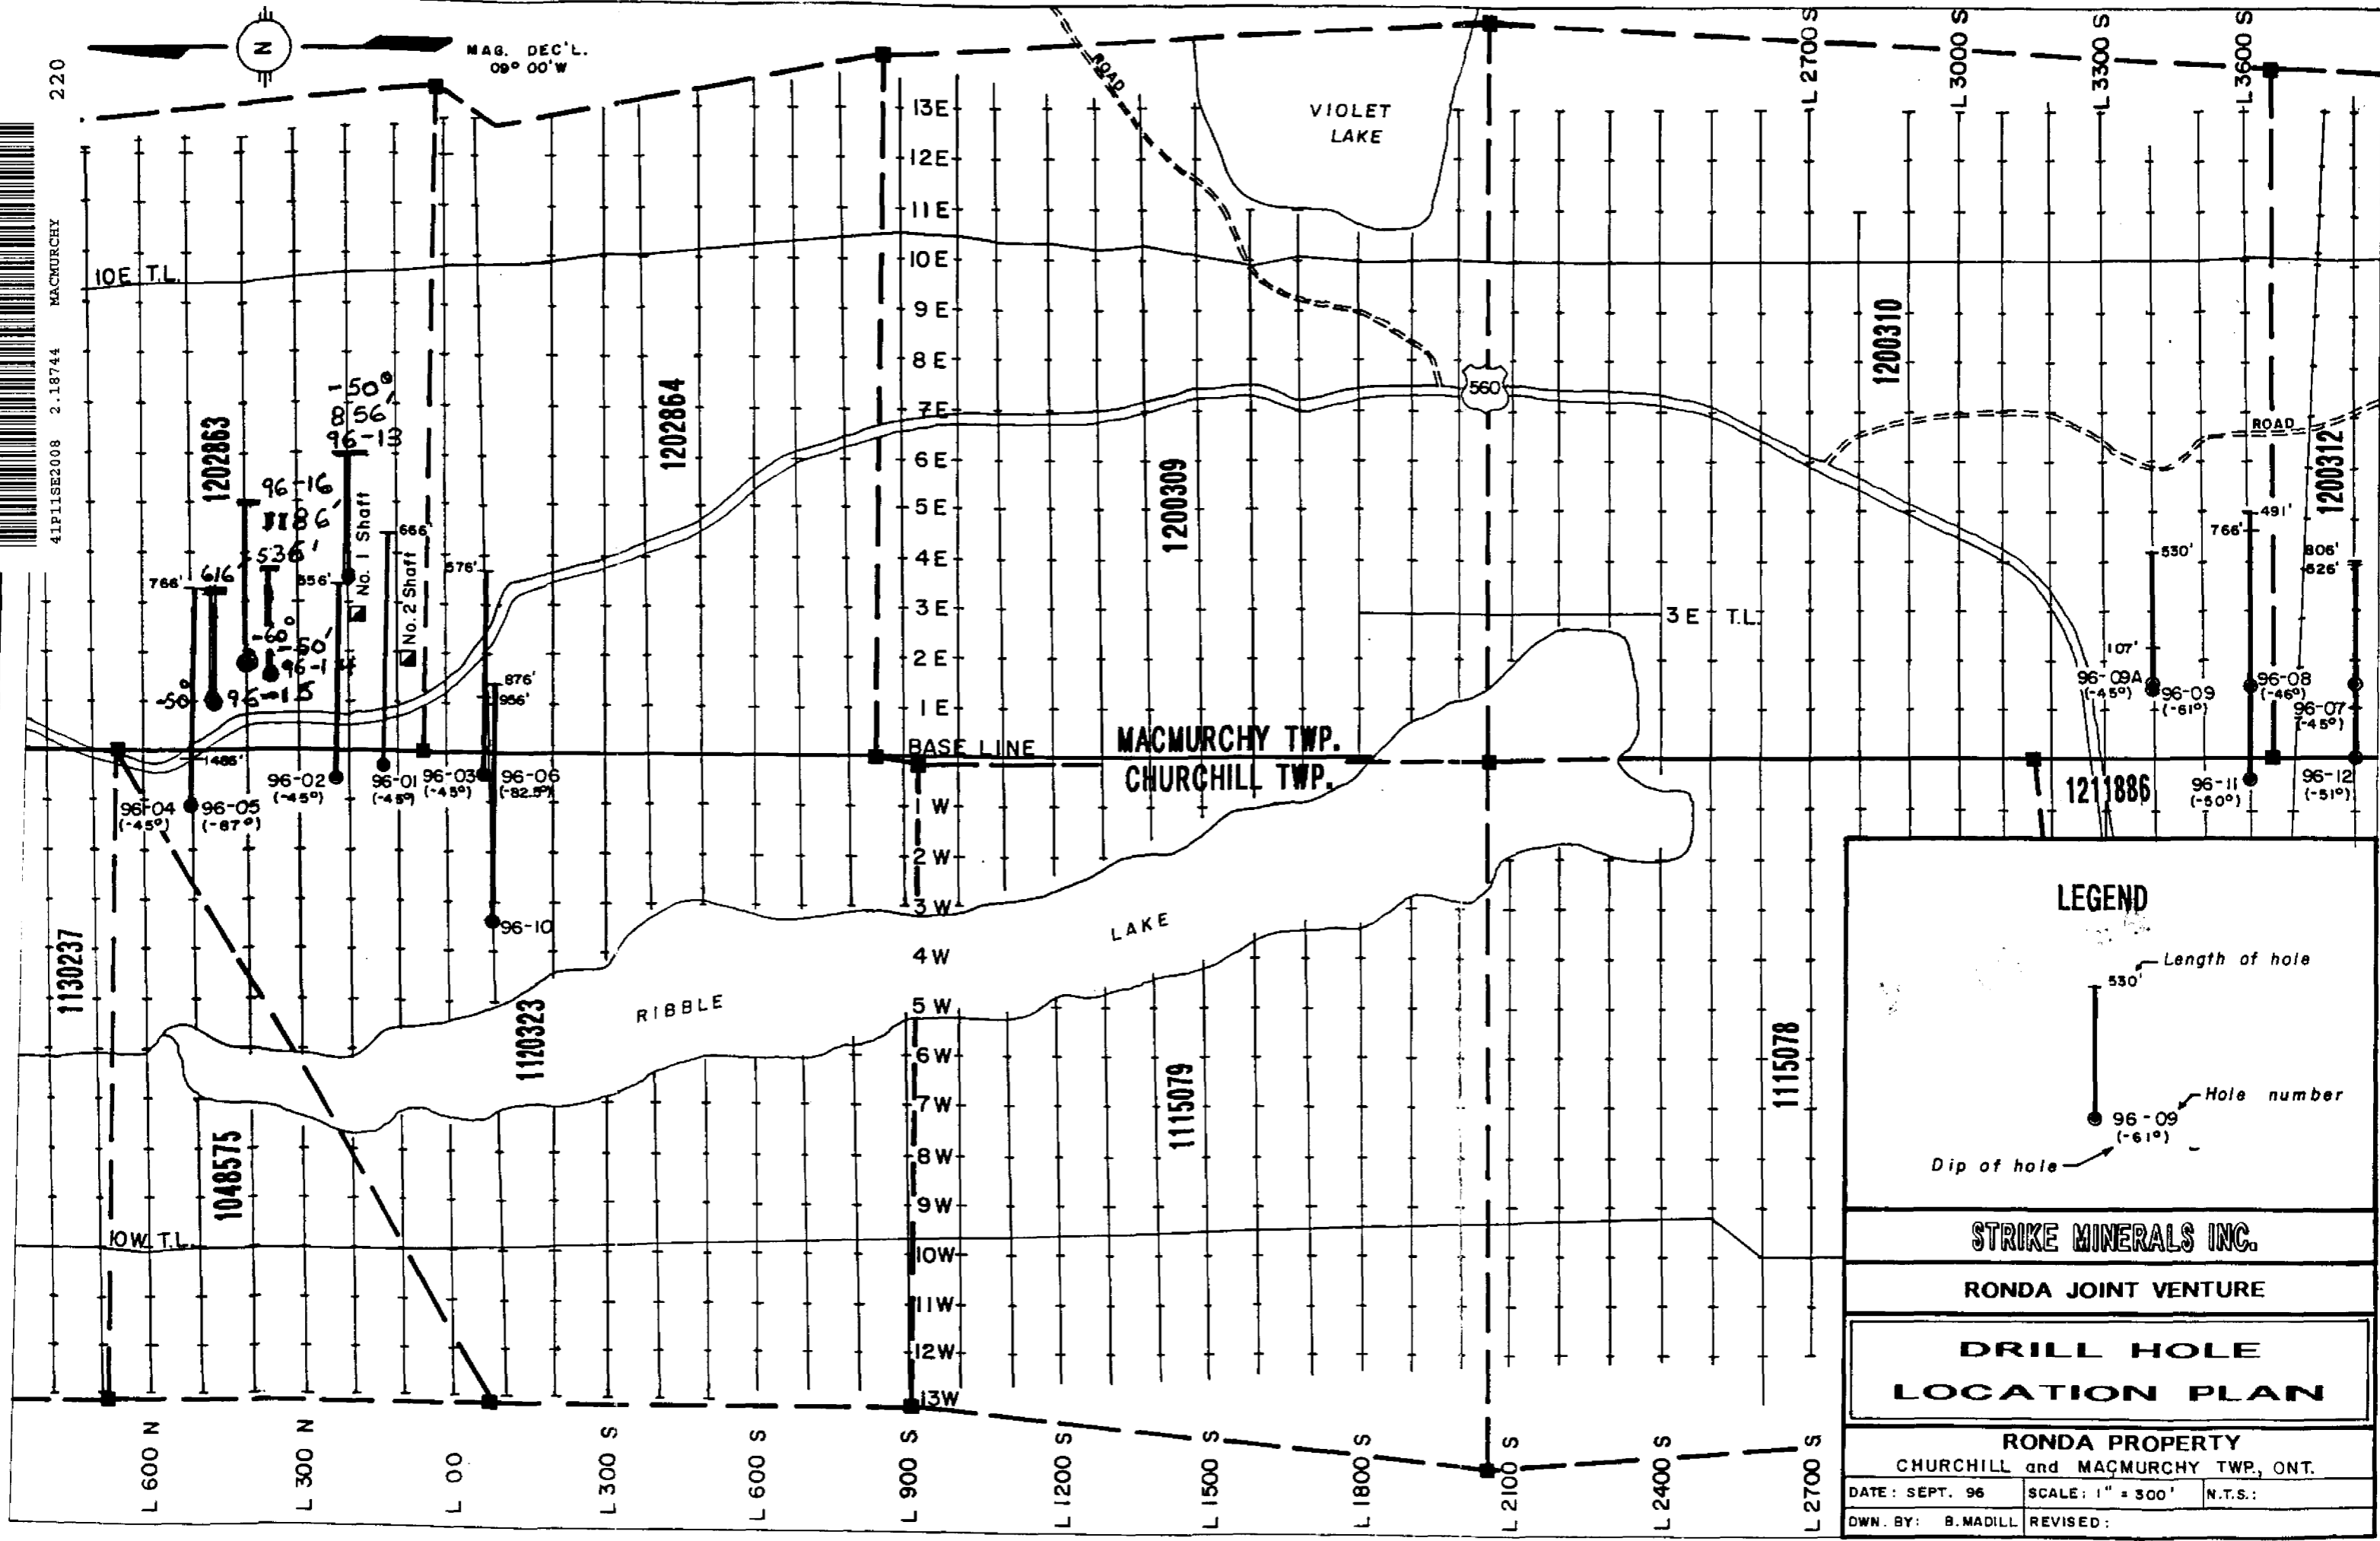 220
MACMURCHY
2.18744
41P11SE2008
N
MAG. DEC'L.
09° 00'W
ROAD
VIOLET
LAKE
L 2700 S
L 3000 S
L 3300 S
L 3600 S
13E
12E
11E
10E
9E
8E
7E
6E
5E
4E
3E
2E
1E
10E T.L.
560
ROAD
1202863
1202864
1200309
1200310
1200312
-50°
856'
96-13
96-16
1186'
536'
616'
766'
556'
No. 1 Shaft
666'
No. 2 Shaft
576'
-60°
-50'
96-14
-50°
96-15
876'
956'
3E T.L.
530'
107'
96-09A
(-45°)
96-09
(-61°)
491'
766'
96-08
(-46°)
806'
626'
96-07
(-45°)
BASE LINE
MACMURCHY TWP.
CHURCHILL TWP.
486'
96-04
(-45°)
96-05
(-87°)
96-02
(-45°)
96-01
(-45°)
96-03
(-45°)
96-06
(-82.5°)
96-10
96-11
(-50°)
96-12
(-51°)
1211886
W
2W
3W
4W
5W
6W
7W
8W
9W
10W
11W
12W
13W
RIBBLE
LAKE
1130237
1120323
1048575
1115079
1115078
10W T.L.
L 600 N
L 300 N
L 00
L 300 S
L 600 S
L 900 S
L 1200 S
L 1500 S
L 1800 S
L 2100 S
L 2400 S
L 2700 S
LEGEND
Length of hole
530'
Hole number
96-09
(-61°)
Dip of hole
STRIKE MINERALS INC.
RONDA JOINT VENTURE
DRILL HOLE
LOCATION PLAN
RONDA PROPERTY
CHURCHILL and MACMURCHY TWP., ONT.
DATE: SEPT. 96 SCALE: 1" = 300' N.T.S.:
DWN. BY: B.MADILL REVISED: